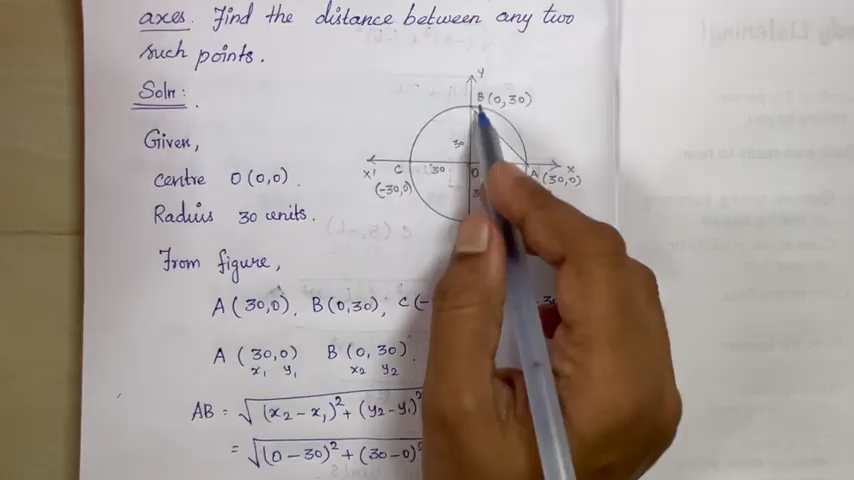 axes. Find the distance between any two
such points.
Soln:
Given,
centre O(0,0).
Radius 30 units.
Y
B(0,30)
30
X' C 30 O A(30,0) X
(-30,0)
From figure,
A(30,0), B(0,30), C(-
A(30,0) B(0,30)
x₁ y₁ x₂ y₂
AB = √(x₂-x₁)²+(y₂-y₁)²
= √(0-30)²+(30-0)²